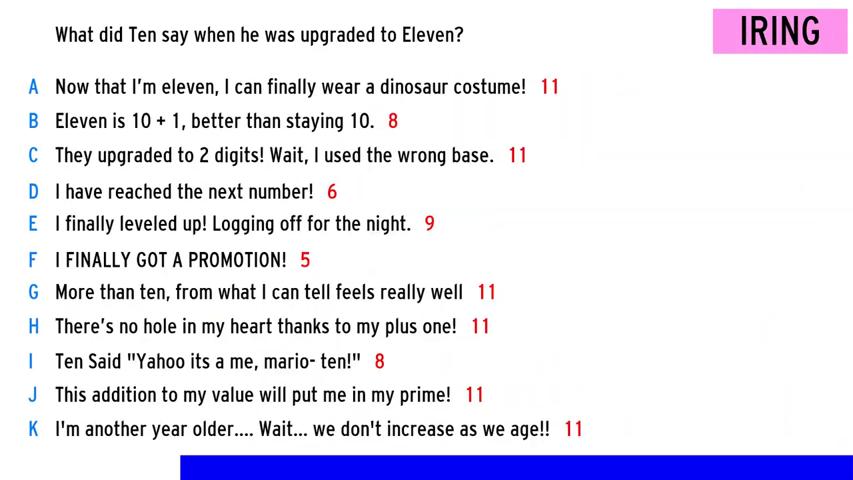 What did Ten say when he was upgraded to Eleven?
IRING
A Now that I'm eleven, I can finally wear a dinosaur costume! 11
B Eleven is 10 + 1, better than staying 10. 8
C They upgraded to 2 digits! Wait, I used the wrong base. 11
D I have reached the next number! 6
E I finally leveled up! Logging off for the night. 9
F I FINALLY GOT A PROMOTION! 5
G More than ten, from what I can tell feels really well 11
H There's no hole in my heart thanks to my plus one! 11
I Ten Said "Yahoo its a me, mario- ten!" 8
J This addition to my value will put me in my prime! 11
K I'm another year older.... Wait... we don't increase as we age!! 11